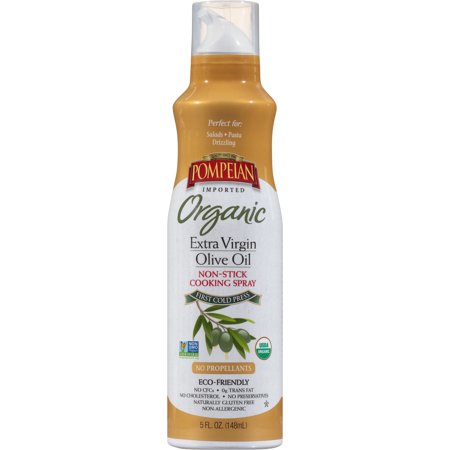 Perfect for:
Salads • Pasta
Drizzling
POMPEIAN
IMPORTED
Organic
Extra Virgin
Olive Oil
NON-STICK
COOKING SPRAY
FIRST COLD PRESS
USDA
ORGANIC
NO PROPELLANTS
ECO-FRIENDLY
NO CFCs • 0g TRANS FAT
NO CHOLESTEROL • NO PRESERVATIVES
NATURALLY GLUTEN FREE
NON-ALLERGENIC
5 FL. OZ. (148mL)